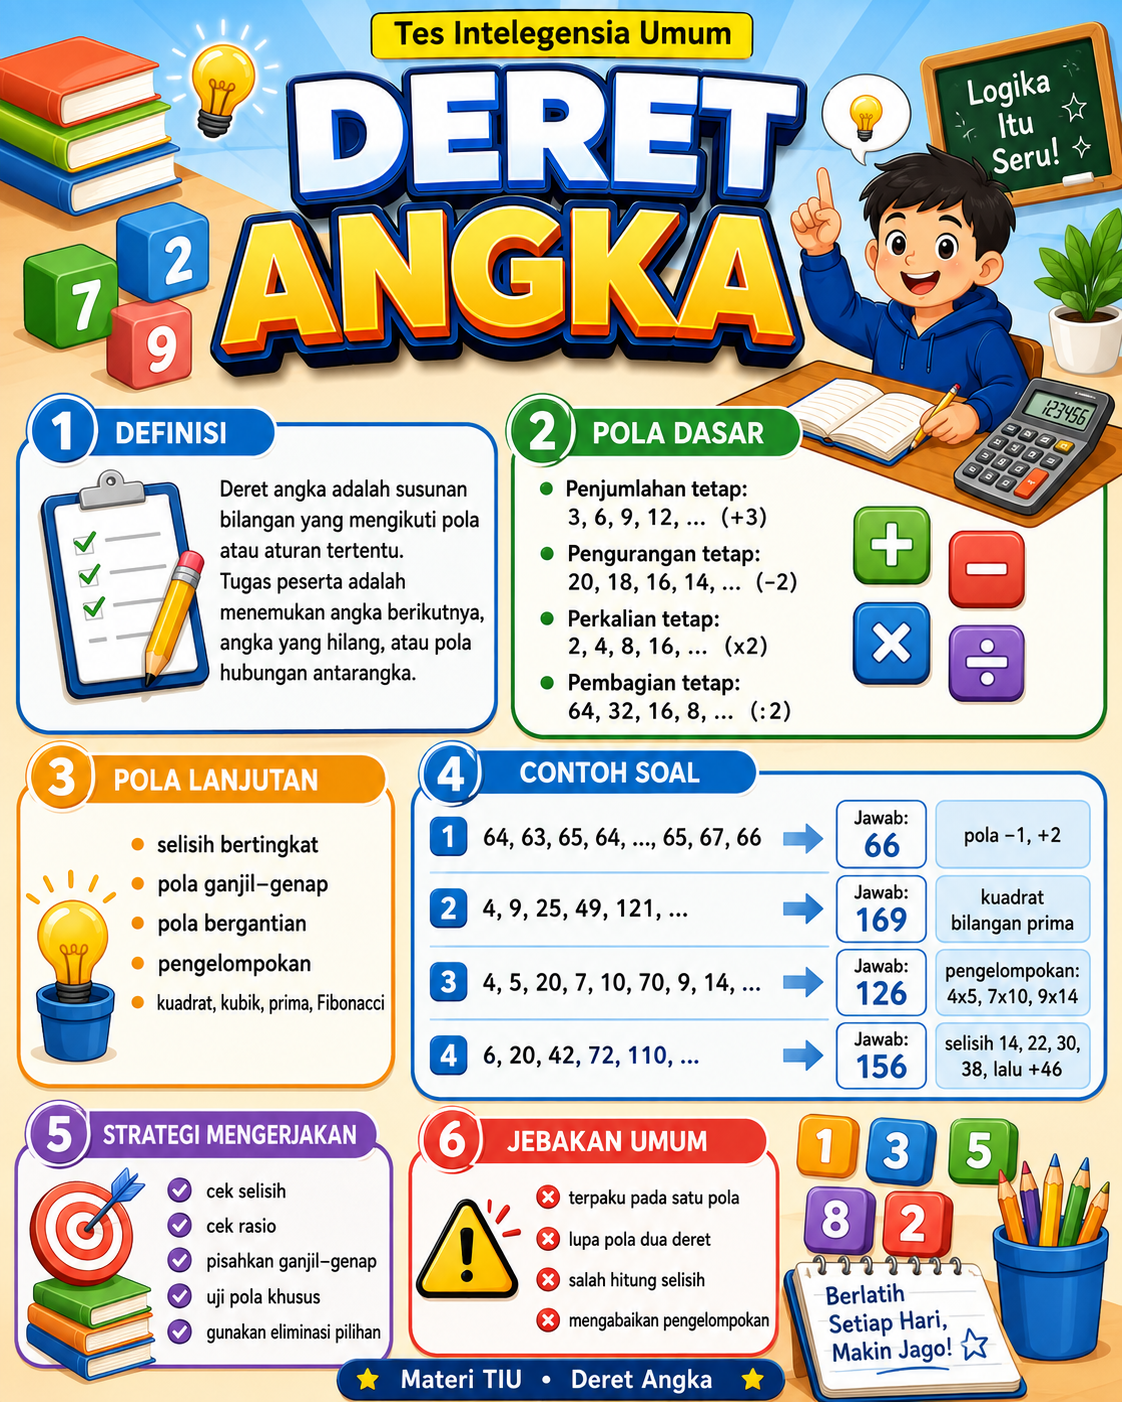 Tes Intelegensia Umum
DERET
ANGKA
Logika
Itu
Seru!
7
2
9
123456
1 DEFINISI
Deret angka adalah susunan
bilangan yang mengikuti pola
atau aturan tertentu.
Tugas peserta adalah
menemukan angka berikutnya,
angka yang hilang, atau pola
hubungan antarangka.
2 POLA DASAR
Penjumlahan tetap:
3, 6, 9, 12, ... (+3)
Pengurangan tetap:
20, 18, 16, 14, ... (−2)
Perkalian tetap:
2, 4, 8, 16, ... (x2)
Pembagian tetap:
64, 32, 16, 8, ... (:2)
+
−
×
÷
3 POLA LANJUTAN
selisih bertingkat
pola ganjil–genap
pola bergantian
pengelompokan
kuadrat, kubik, prima, Fibonacci
4 CONTOH SOAL
1 64, 63, 65, 64, ..., 65, 67, 66
Jawab:
66
pola −1, +2
2 4, 9, 25, 49, 121, ...
Jawab:
169
kuadrat
bilangan prima
3 4, 5, 20, 7, 10, 70, 9, 14, ...
Jawab:
126
pengelompokan:
4x5, 7x10, 9x14
4 6, 20, 42, 72, 110, ...
Jawab:
156
selisih 14, 22, 30,
38, lalu +46
5 STRATEGI MENGERJAKAN
cek selisih
cek rasio
pisahkan ganjil–genap
uji pola khusus
gunakan eliminasi pilihan
6 JEBAKAN UMUM
terpaku pada satu pola
lupa pola dua deret
salah hitung selisih
mengabaikan pengelompokan
1 3 5
8 2
Berlatih
Setiap Hari,
Makin Jago!
Materi TIU • Deret Angka